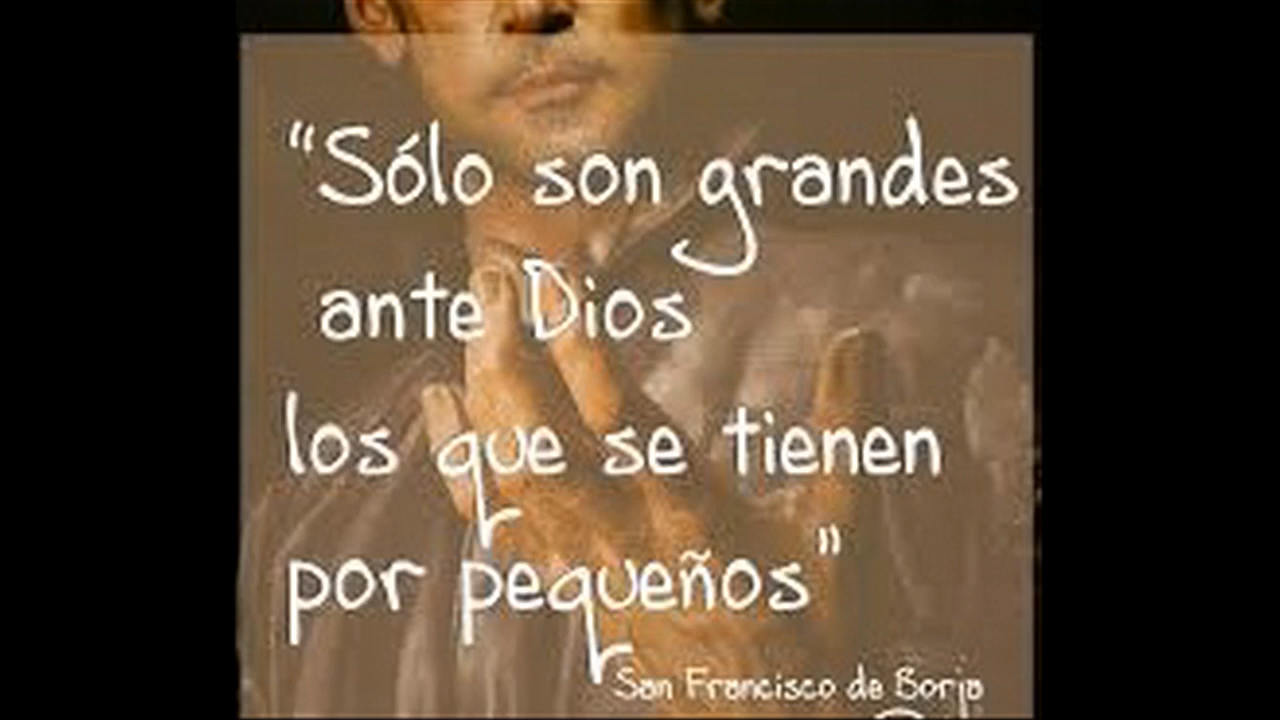 “Sólo son grandes
ante Dios
los que se tienen
por pequeños”
San Francisco de Borja